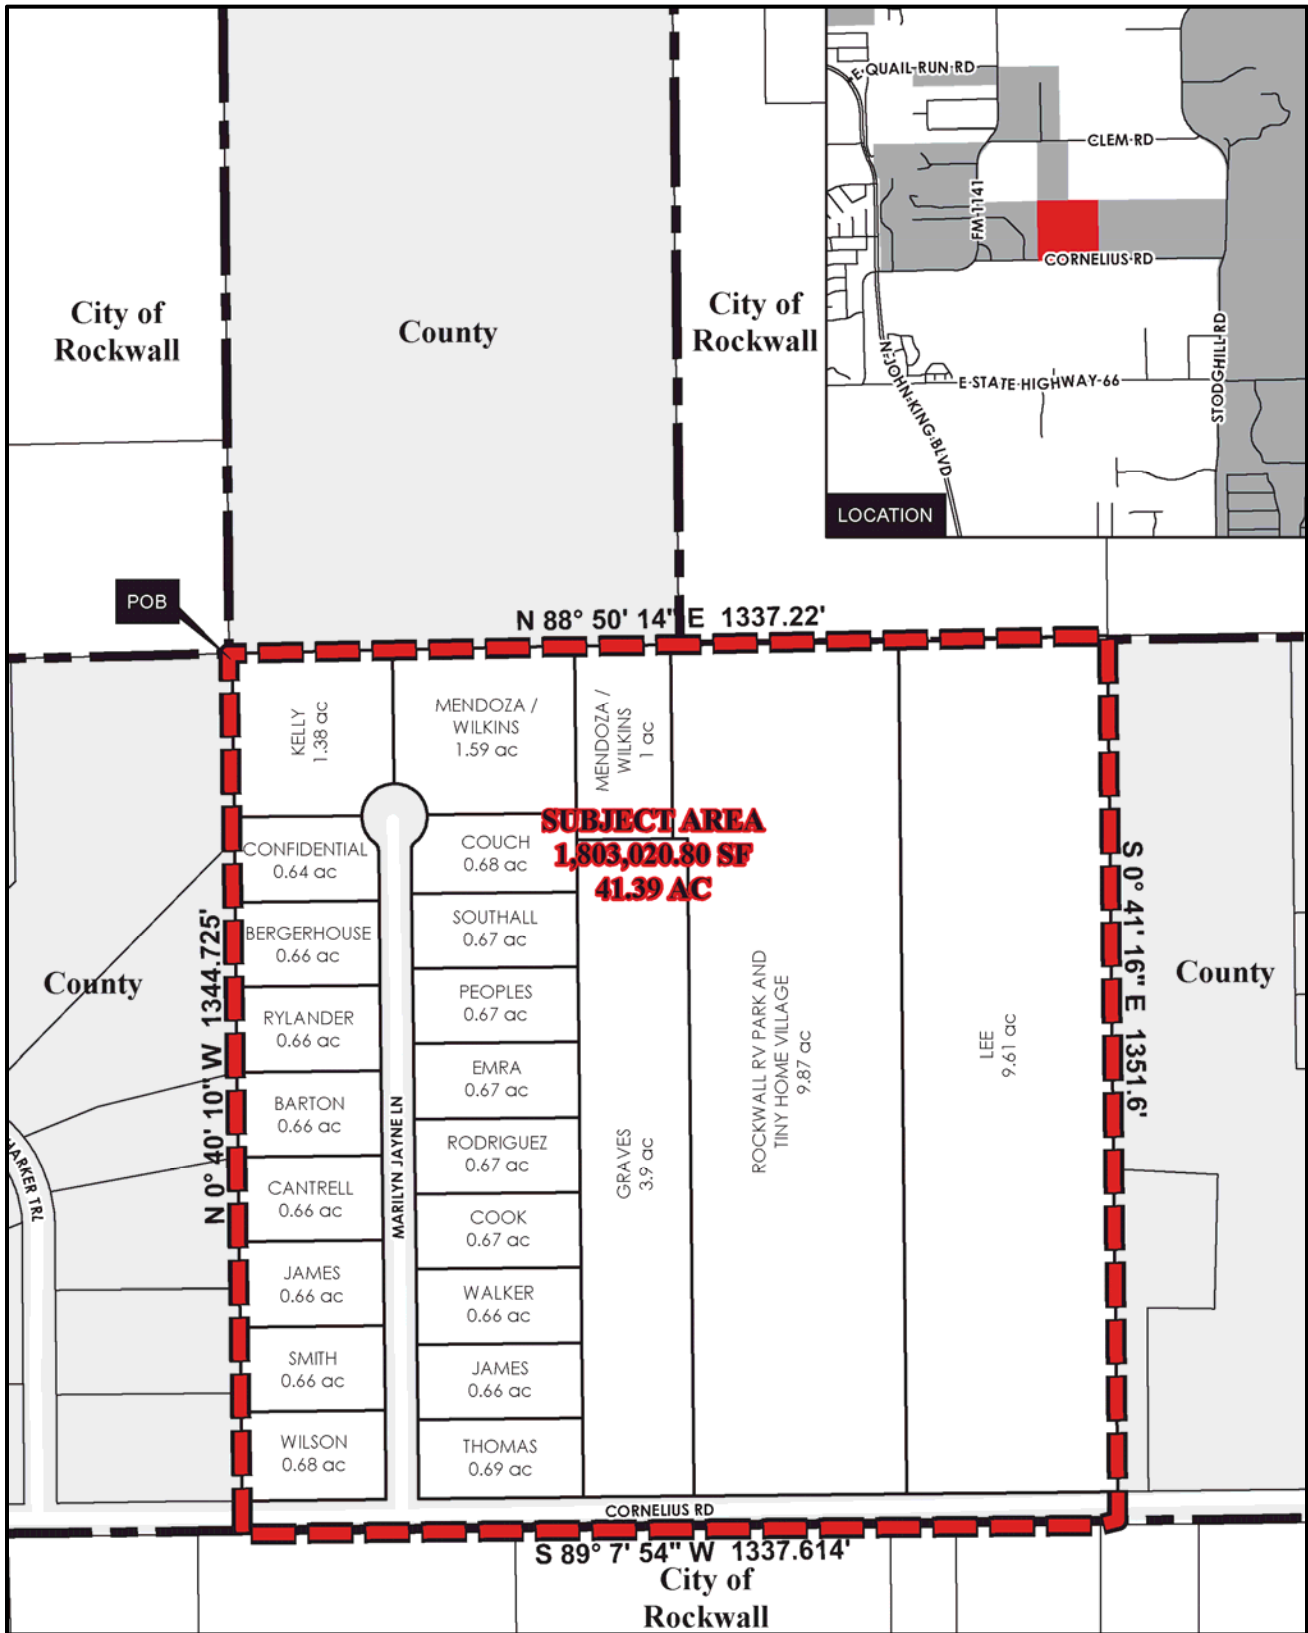 E QUAIL RUN RD
CLEM RD
FM 1141
CORNELIUS RD
N JOHN KING BLVD
E STATE HIGHWAY 66
STODGHILL RD
LOCATION
City of
Rockwall
County
City of
Rockwall
POB
N 88° 50' 14" E 1337.22'
KELLY
1.38 ac
MENDOZA /
WILKINS
1.59 ac
MENDOZA /
WILKINS
1 ac
SUBJECT AREA
1,803,020.80 SF
41.39 AC
CONFIDENTIAL
0.64 ac
COUCH
0.68 ac
BERGERHOUSE
0.66 ac
SOUTHALL
0.67 ac
RYLANDER
0.66 ac
PEOPLES
0.67 ac
BARTON
0.66 ac
EMRA
0.67 ac
CANTRELL
0.66 ac
RODRIGUEZ
0.67 ac
JAMES
0.66 ac
COOK
0.67 ac
SMITH
0.66 ac
WALKER
0.66 ac
WILSON
0.68 ac
JAMES
0.66 ac
THOMAS
0.69 ac
MARILYN JAYNE LN
GRAVES
3.9 ac
ROCKWALL RV PARK AND
TINY HOME VILLAGE
9.87 ac
LEE
9.61 ac
County
N 0° 40' 10" W 1344.725'
S 0° 41' 16" E 1351.6'
County
MARKER TRL
CORNELIUS RD
S 89° 7' 54" W 1337.614'
City of
Rockwall